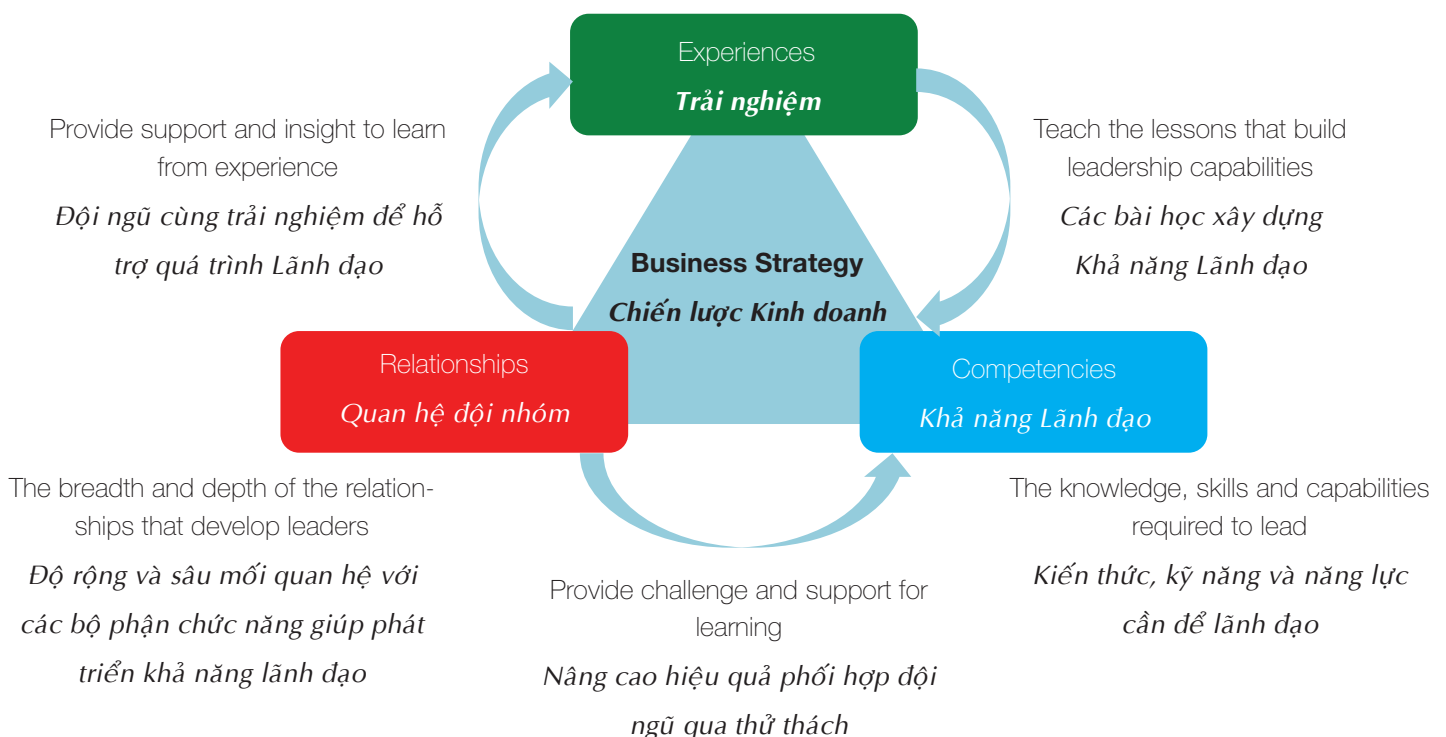 Experiences
Trải nghiệm
Provide support and insight to learn
from experience
Đội ngũ cùng trải nghiệm để hỗ
trợ quá trình Lãnh đạo
Teach the lessons that build
leadership capabilities
Các bài học xây dựng
Khả năng Lãnh đạo
Business Strategy
Chiến lược Kinh doanh
Relationships
Quan hệ đội nhóm
Competencies
Khả năng Lãnh đạo
The breadth and depth of the relation-
ships that develop leaders
Độ rộng và sâu mối quan hệ với
các bộ phận chức năng giúp phát
triển khả năng lãnh đạo
Provide challenge and support for
learning
Nâng cao hiệu quả phối hợp đội
ngũ qua thử thách
The knowledge, skills and capabilities
required to lead
Kiến thức, kỹ năng và năng lực
cần để lãnh đạo